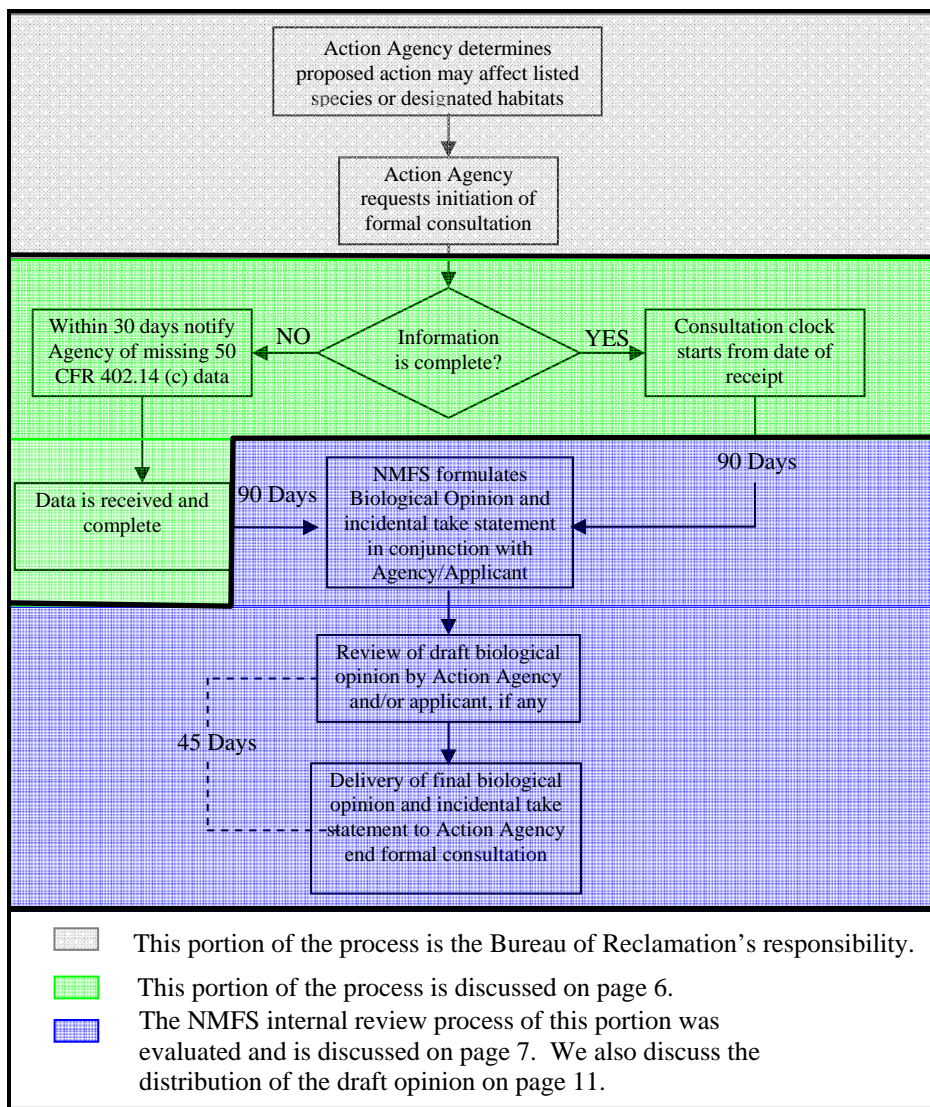 Action Agency determines
proposed action may affect listed
species or designated habitats
Action Agency
requests initiation of
formal consultation
Within 30 days notify
Agency of missing 50
CFR 402.14 (c) data
NO
Information
is complete?
YES
Consultation clock
starts from date of
receipt
Data is received and
complete
90 Days
NMFS formulates
Biological Opinion and
incidental take statement
in conjunction with
Agency/Applicant
90 Days
Review of draft biological
opinion by Action Agency
and/or applicant, if any
45 Days
Delivery of final biological
opinion and incidental take
statement to Action Agency
end formal consultation
This portion of the process is the Bureau of Reclamation’s responsibility.
This portion of the process is discussed on page 6.
The NMFS internal review process of this portion was
evaluated and is discussed on page 7. We also discuss the
distribution of the draft opinion on page 11.